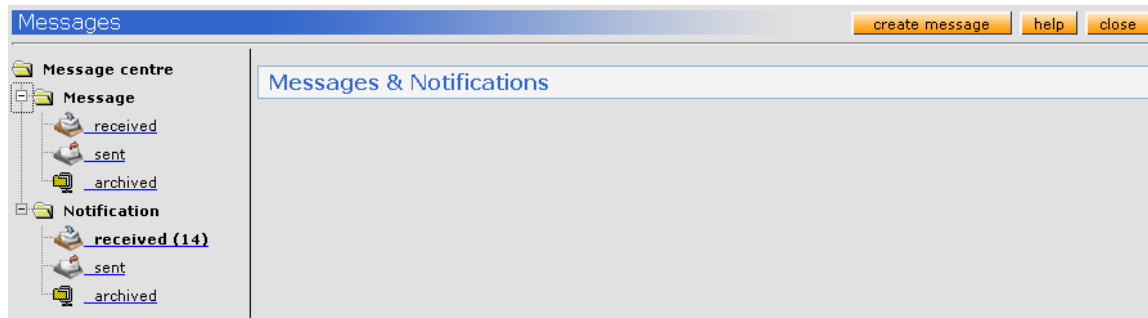 Messages
create message
help
close
Message centre
Messages & Notifications
Message
received
sent
archived
Notification
received (14)
sent
archived